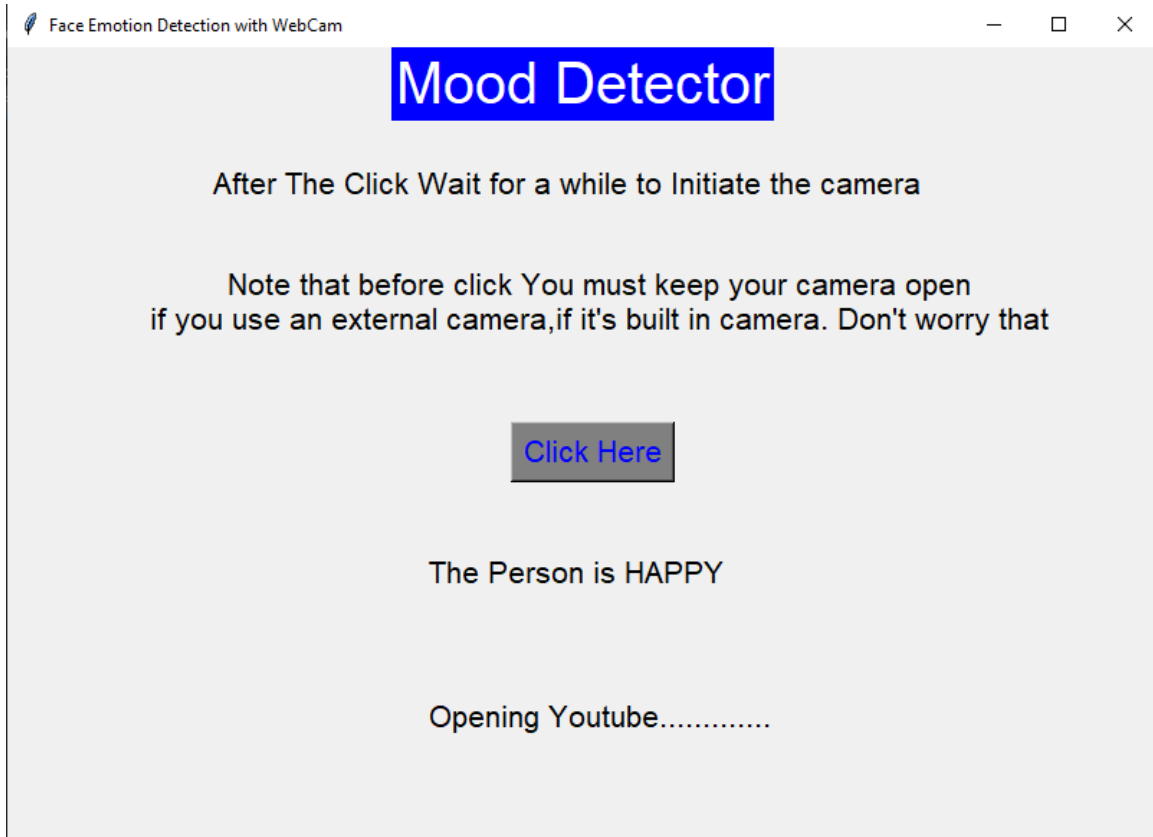 Face Emotion Detection with WebCam
Mood Detector
After The Click Wait for a while to Initiate the camera
Note that before click You must keep your camera open
if you use an external camera,if it's built in camera. Don't worry that
Click Here
The Person is HAPPY
Opening Youtube.............